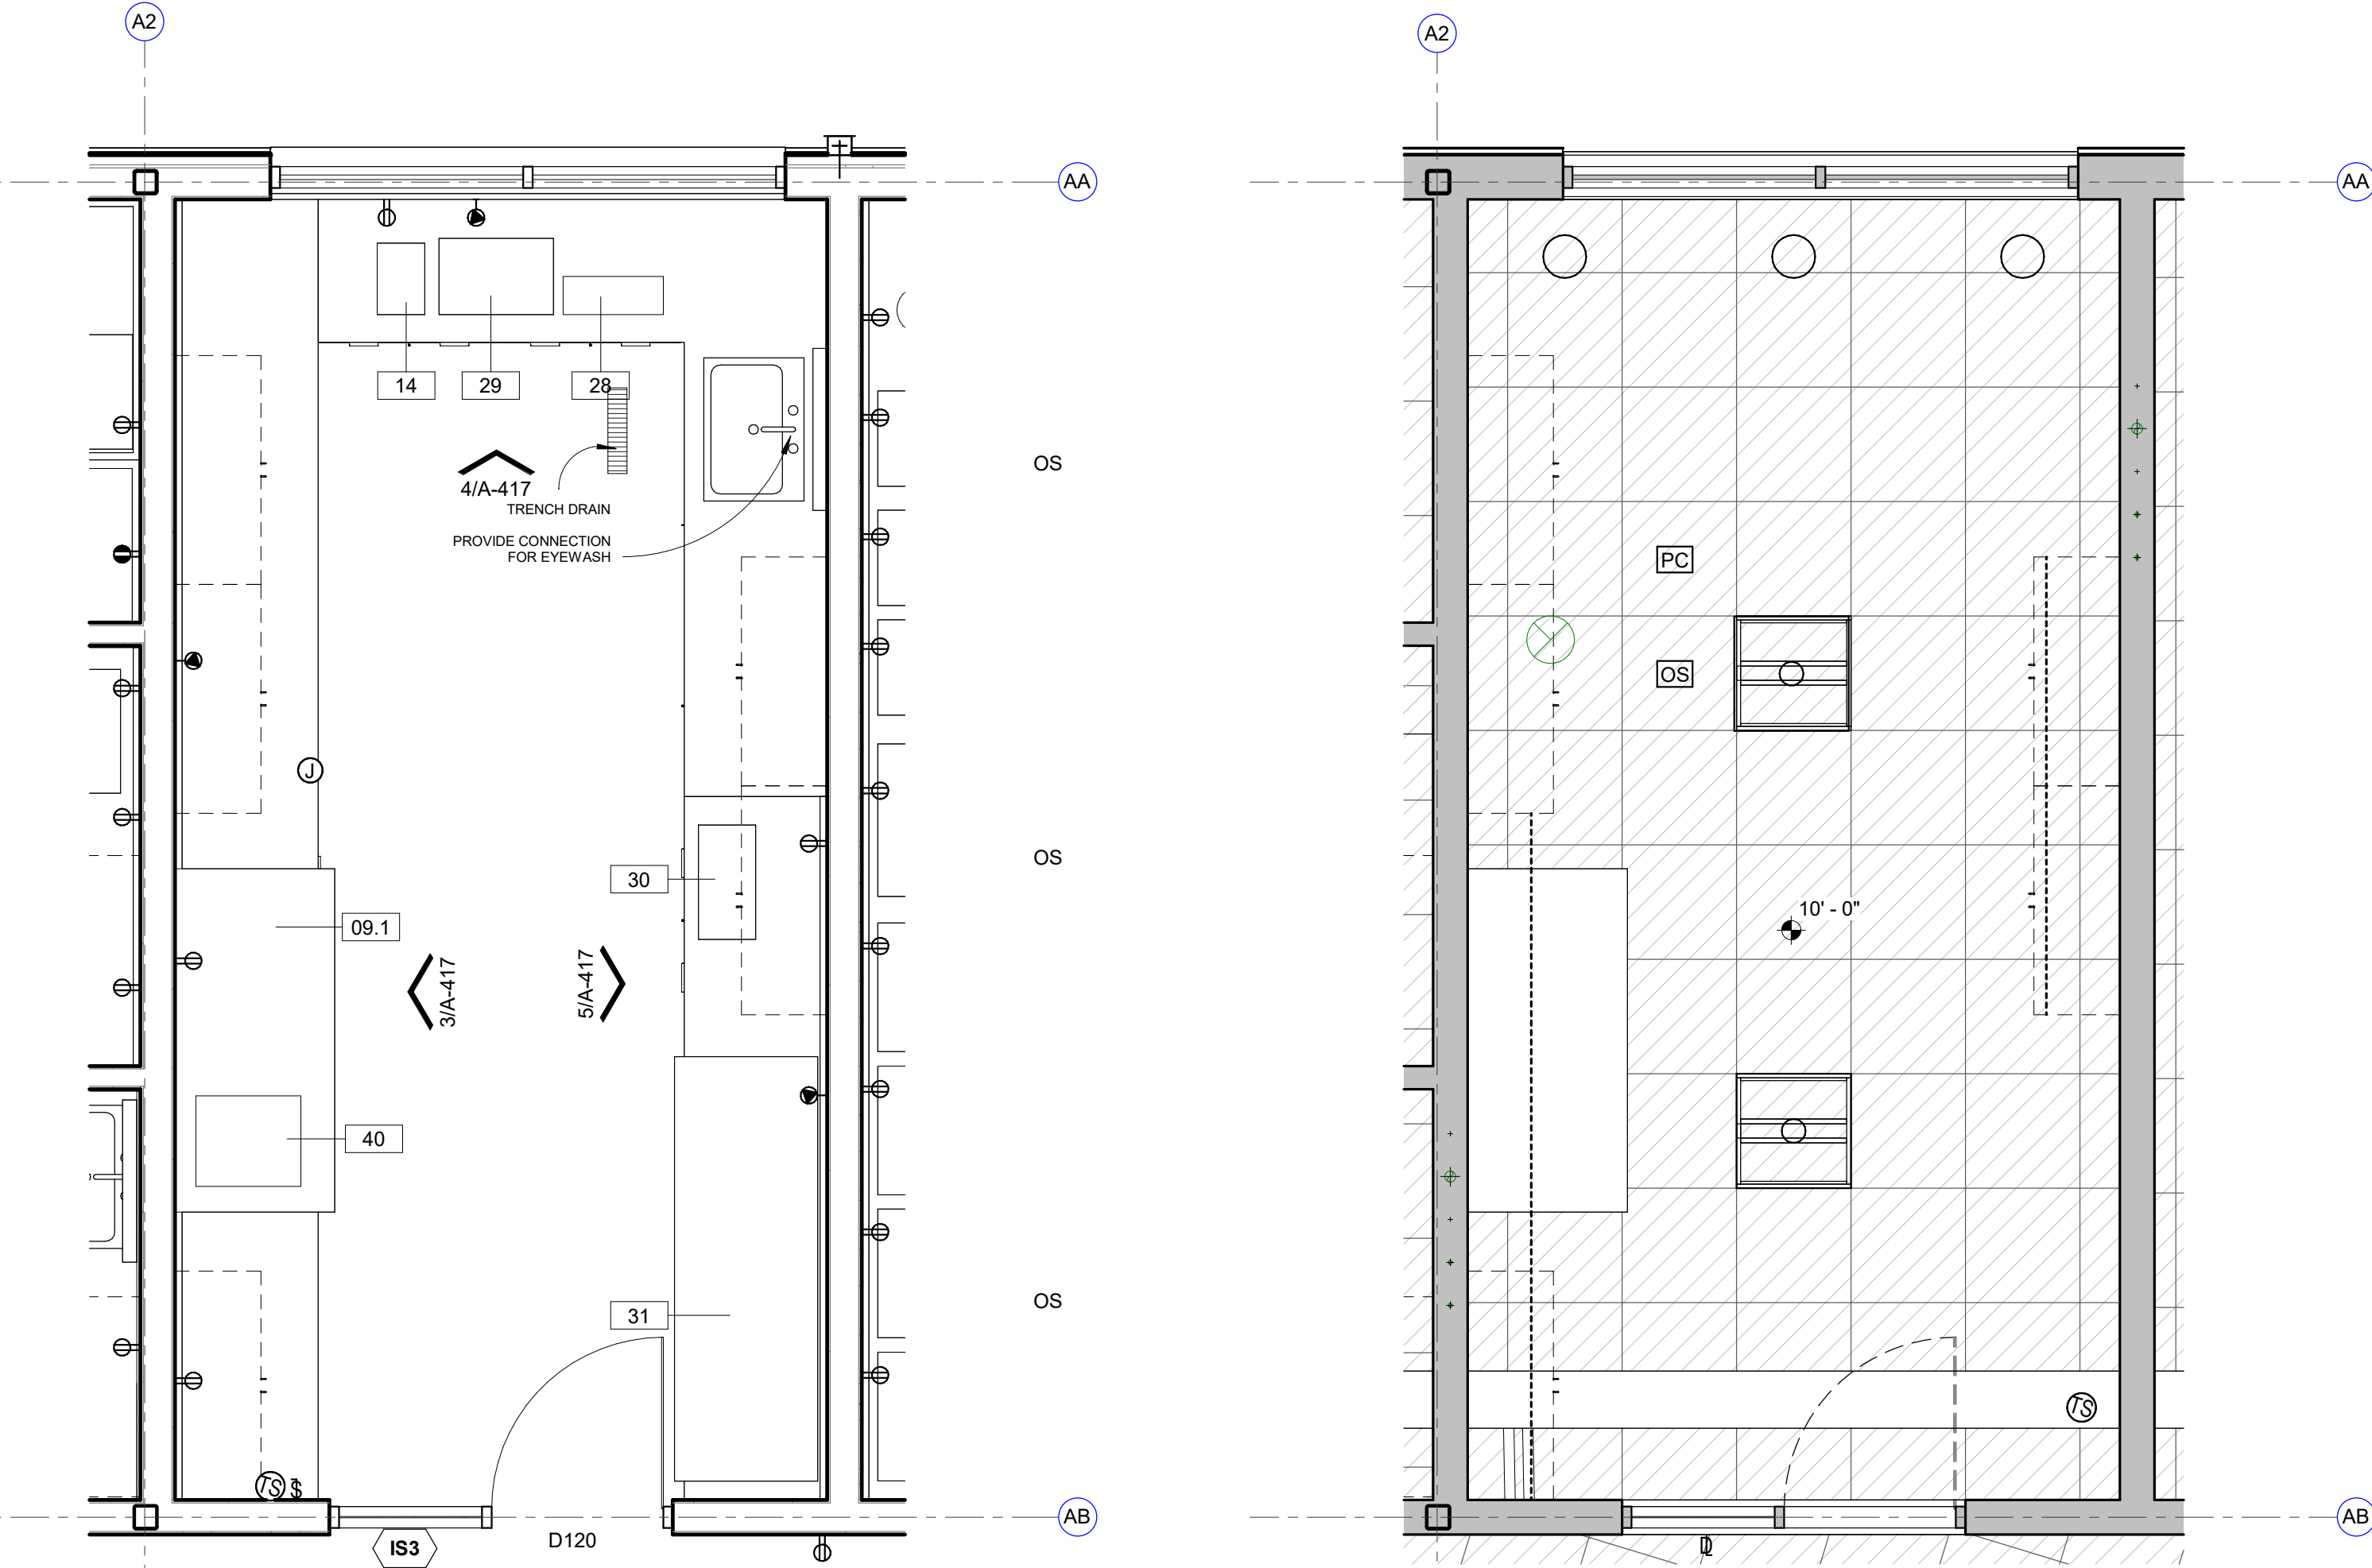 A2
A2
AA
AA
14
29
28
4/A-417
TRENCH DRAIN
PROVIDE CONNECTION
FOR EYEWASH
OS
PC
OS
J
OS
30
09.1
10' - 0"
3/A-417
5/A-417
40
OS
31
TS
TS $
AB
AB
IS3
D120